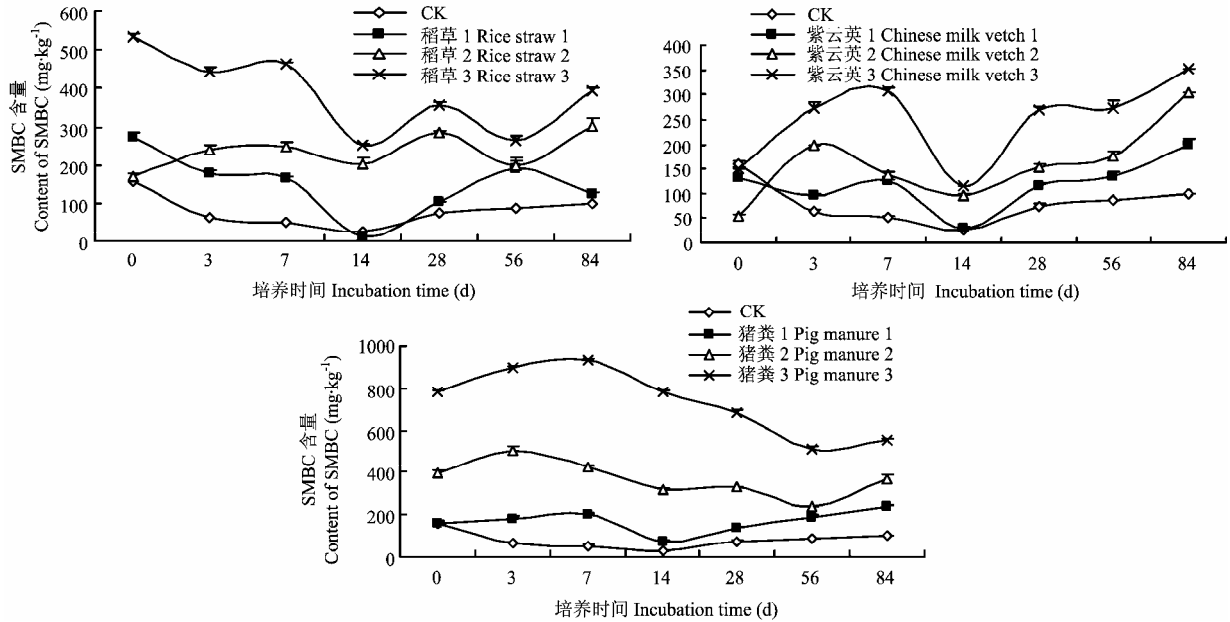 CK
稻草 1 Rice straw 1
稻草 2 Rice straw 2
稻草 3 Rice straw 3
SMBC 含量
Content of SMBC (mg·kg⁻¹)
600
500
400
300
200
100
0
0 3 7 14 28 56 84
培养时间 Incubation time (d)
CK
紫云英 1 Chinese milk vetch 1
紫云英 2 Chinese milk vetch 2
紫云英 3 Chinese milk vetch 3
400
350
300
250
200
150
100
50
0
0 3 7 14 28 56 84
培养时间 Incubation time (d)
CK
猪粪 1 Pig manure 1
猪粪 2 Pig manure 2
猪粪 3 Pig manure 3
SMBC 含量
Content of SMBC (mg·kg⁻¹)
1000
800
600
400
200
0
0 3 7 14 28 56 84
培养时间 Incubation time (d)